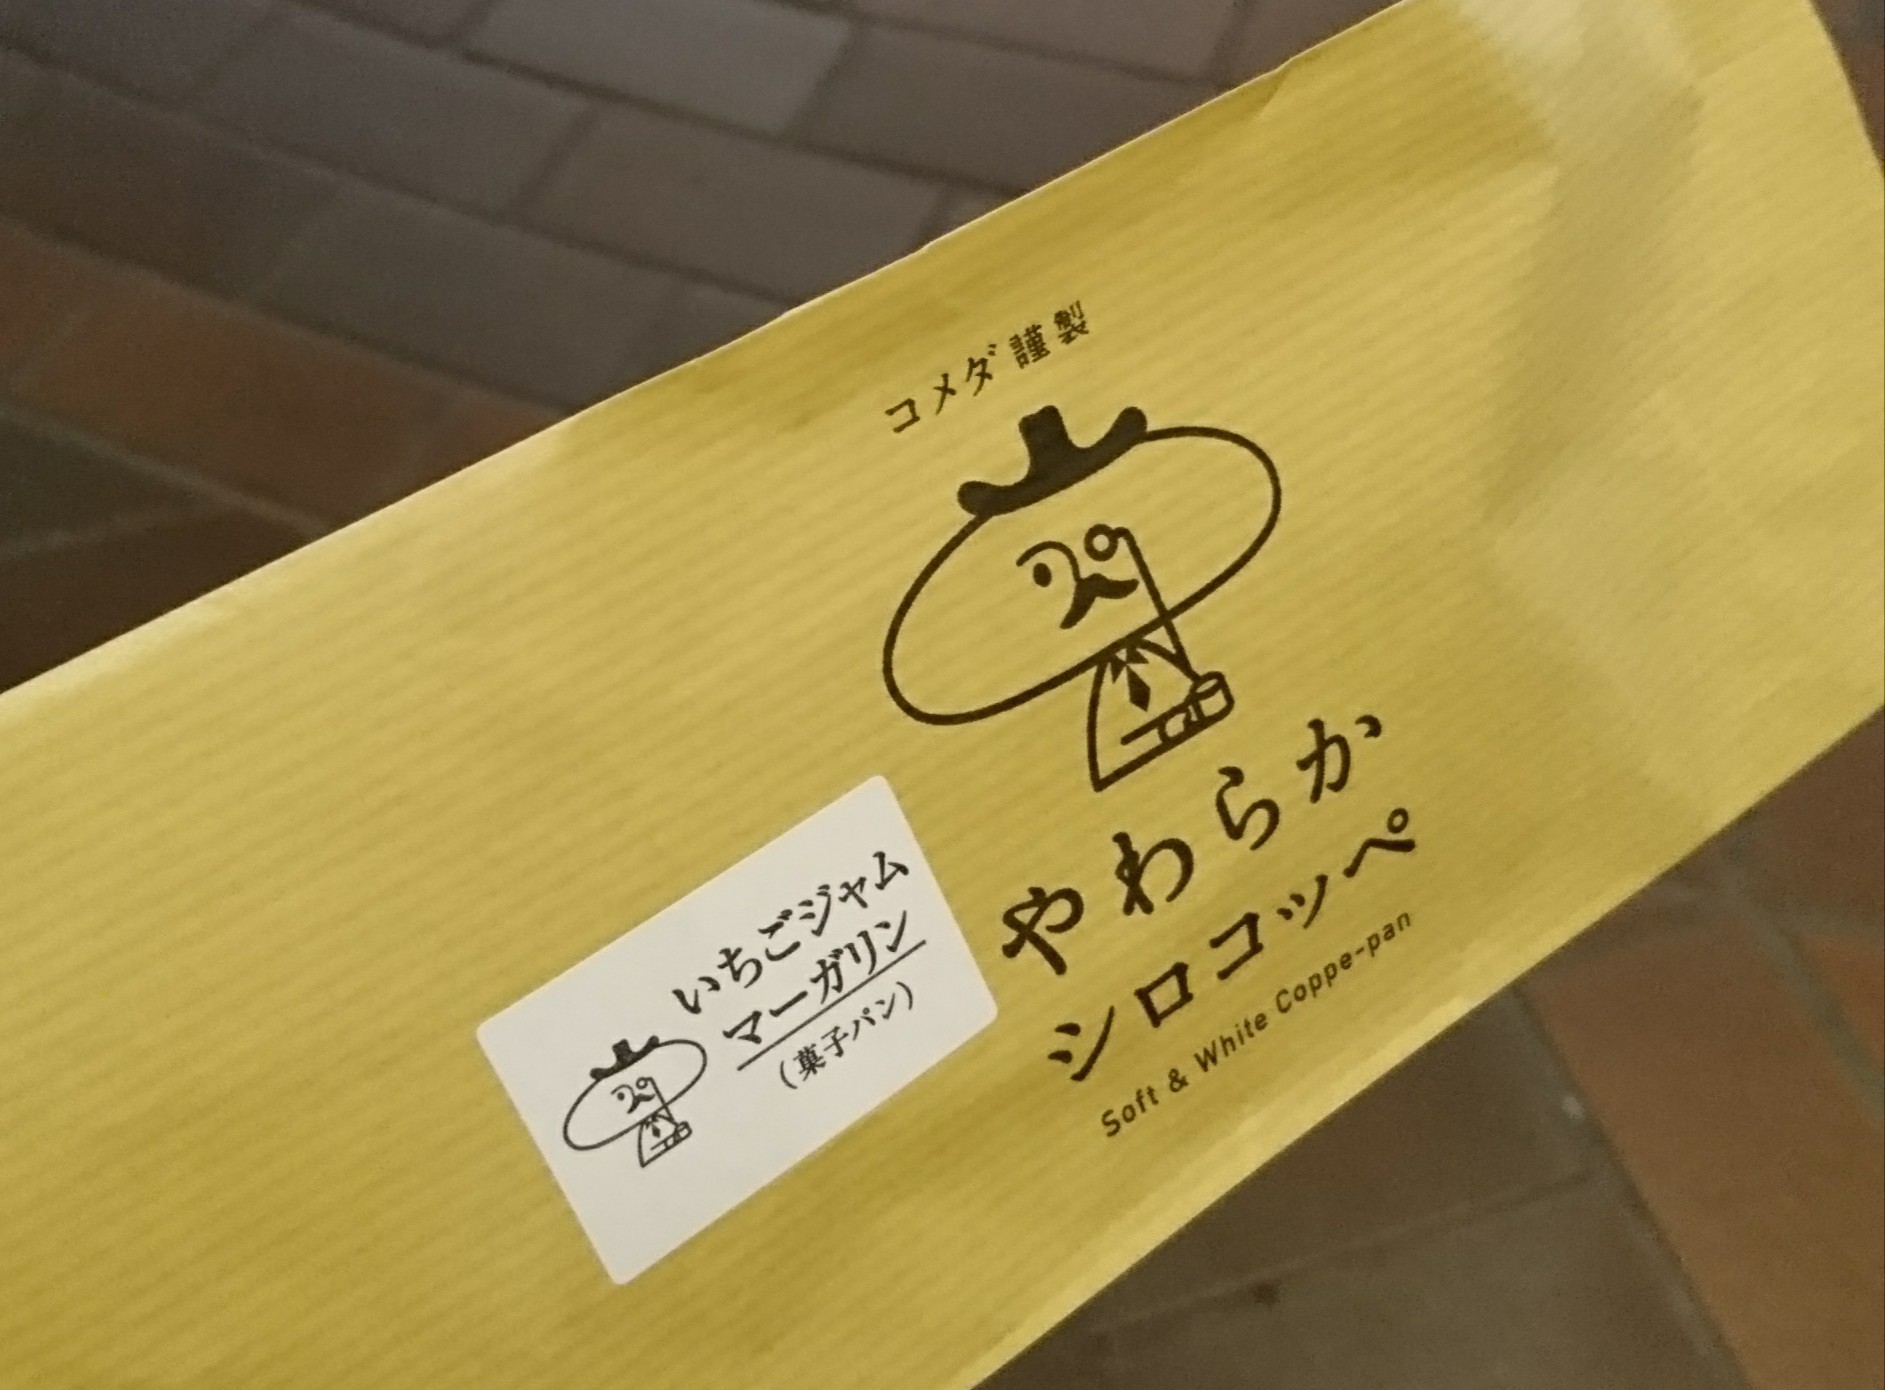 コメダ謹製
やわらか
シロコッペ
Soft & White Coppe-pan
いちごジャム
マーガリン
(菓子パン)